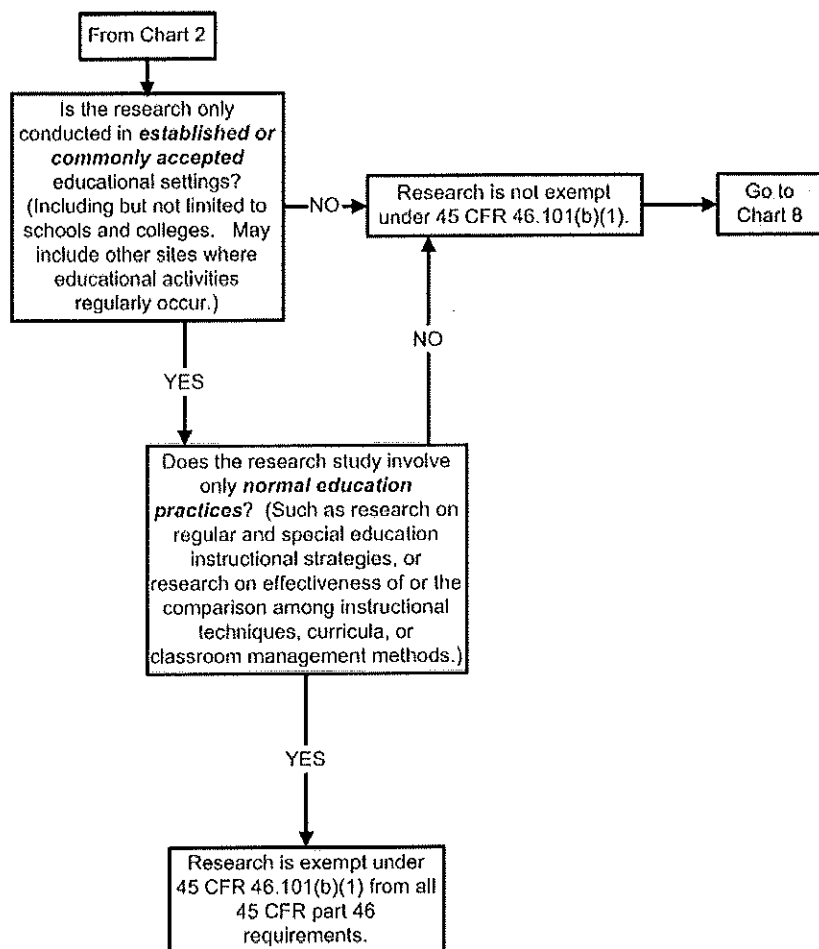 From Chart 2
Is the research only
conducted in established or
commonly accepted
educational settings?
(Including but not limited to
schools and colleges. May
include other sites where
educational activities
regularly occur.)
NO
Research is not exempt
under 45 CFR 46.101(b)(1).
Go to
Chart 8
NO
YES
Does the research study involve
only normal education
practices? (Such as research on
regular and special education
instructional strategies, or
research on effectiveness of or the
comparison among instructional
techniques, curricula, or
classroom management methods.)
YES
Research is exempt under
45 CFR 46.101(b)(1) from all
45 CFR part 46
requirements.